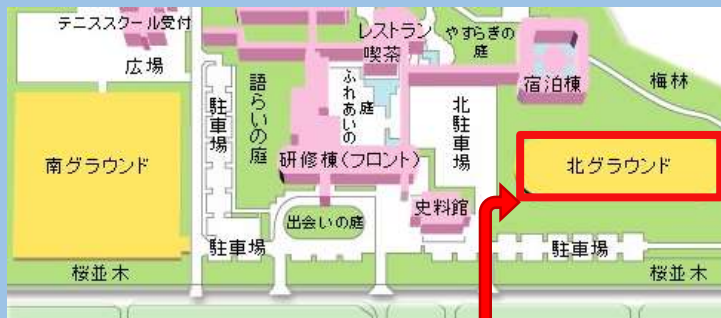 テニススクール受付
広場
南グラウンド
桜並木
駐車場
語らいの庭
駐車場
レストラン
喫茶
ふれあいの
庭
研修棟(フロント)
出会いの庭
北駐車場
史料館
やすらぎの
庭
宿泊棟
梅林
北グラウンド
駐車場
桜並木